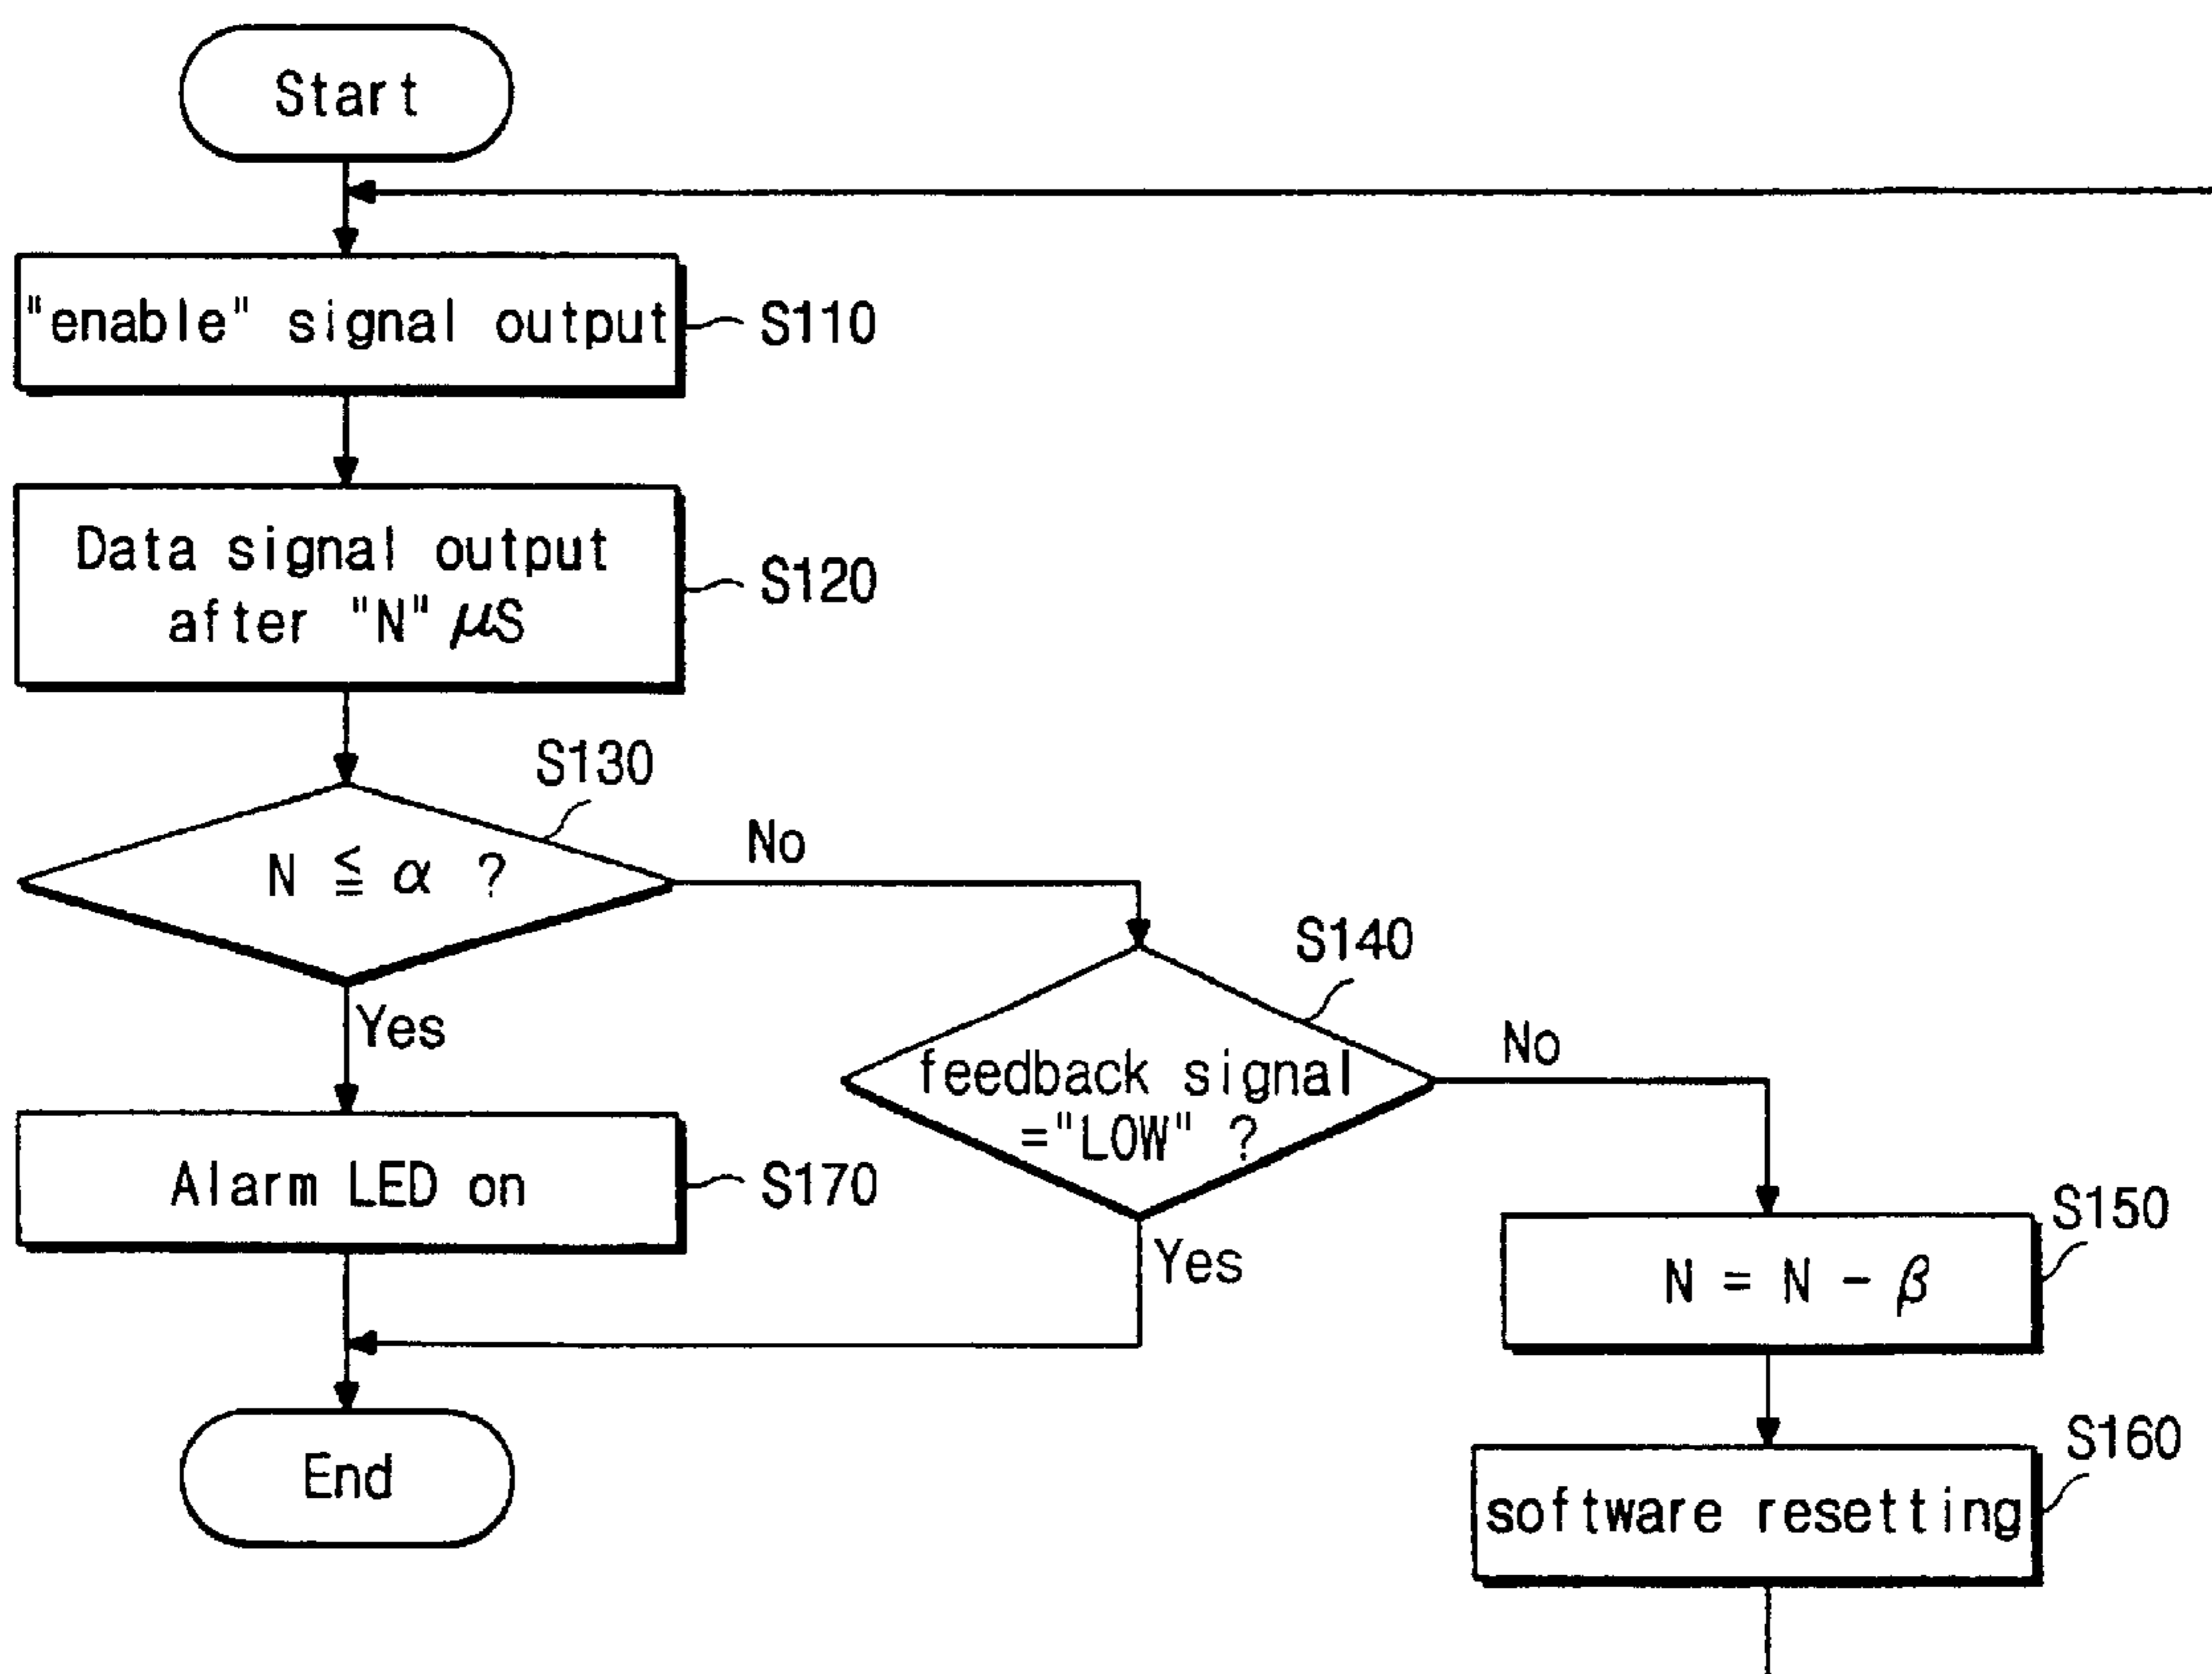 Start
"enable" signal output
S110
Data signal output
after "N" μS
S120
S130
N ≦ α ?
No
Yes
S140
feedback signal
="LOW" ?
No
Yes
Alarm LED on
S170
S150
N = N - β
S160
software resetting
End